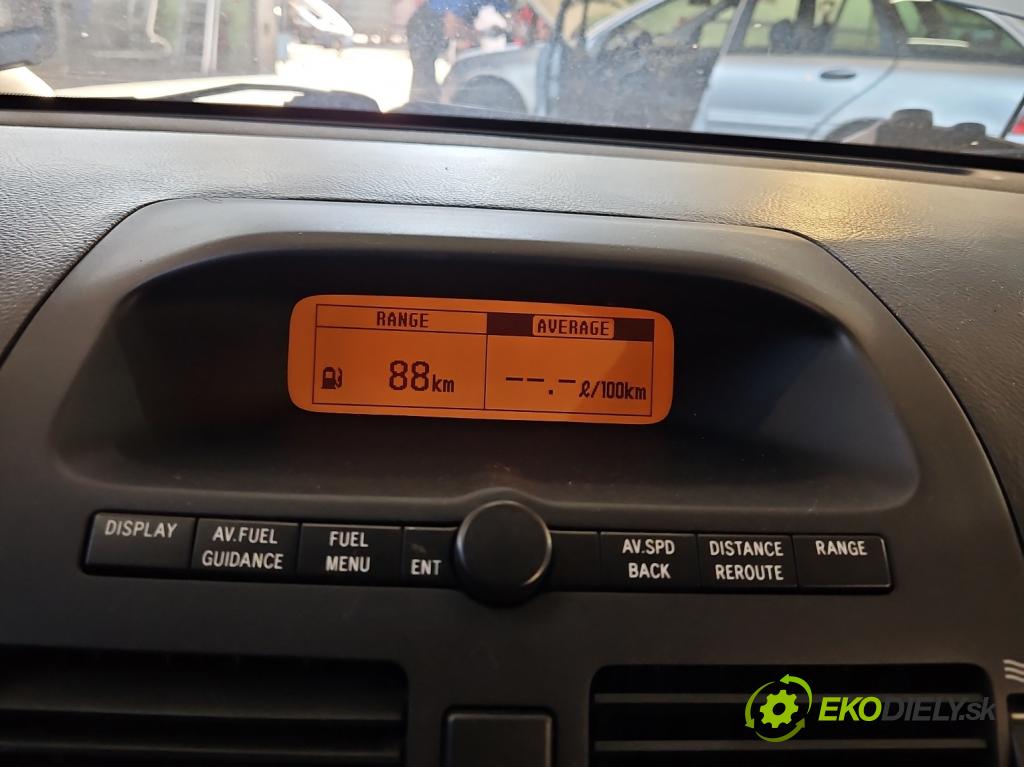 RANGE AVERAGE
88km --.- ℓ/100km
DISPLAY AV.FUEL FUEL AV.SPD DISTANCE RANGE
GUIDANCE MENU ENT BACK REROUTE
EKODIELY.sk